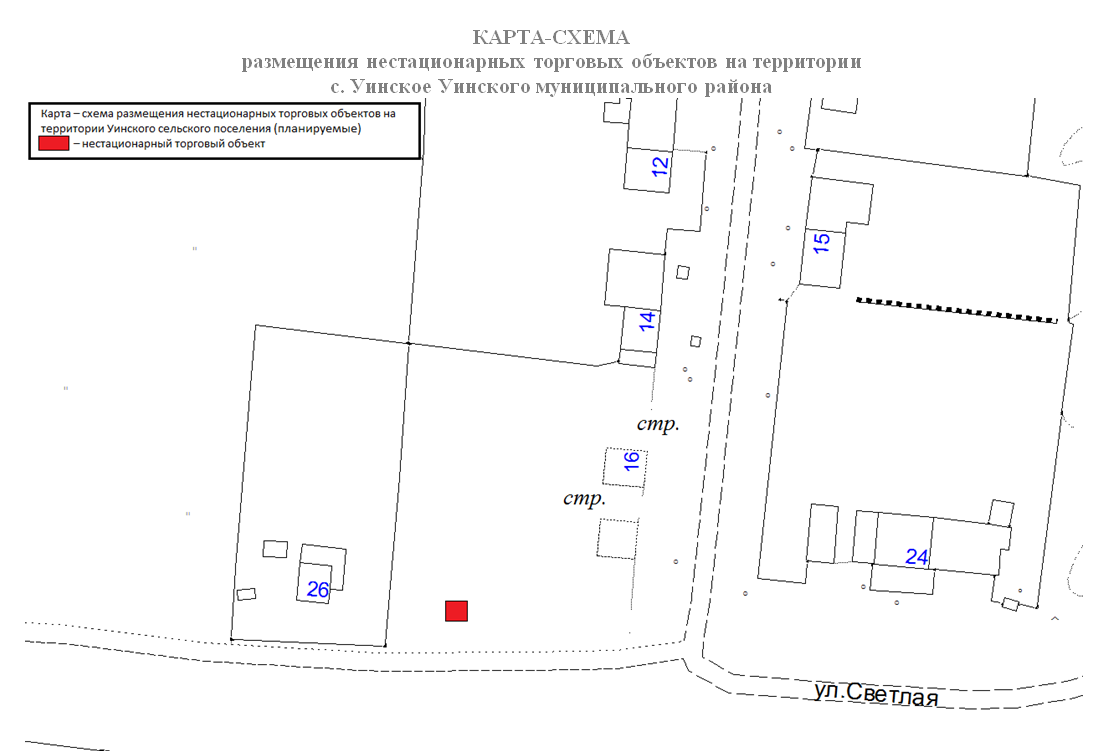 КАРТА-СХЕМА
размещения нестационарных торговых объектов на территории
с. Уинское Уинского муниципального района
Карта – схема размещения нестационарных торговых объектов на
территории Уинского сельского поселения (планируемые)
– нестационарный торговый объект
12
15
14
стр.
16
стр.
24
26
ул.Светлая